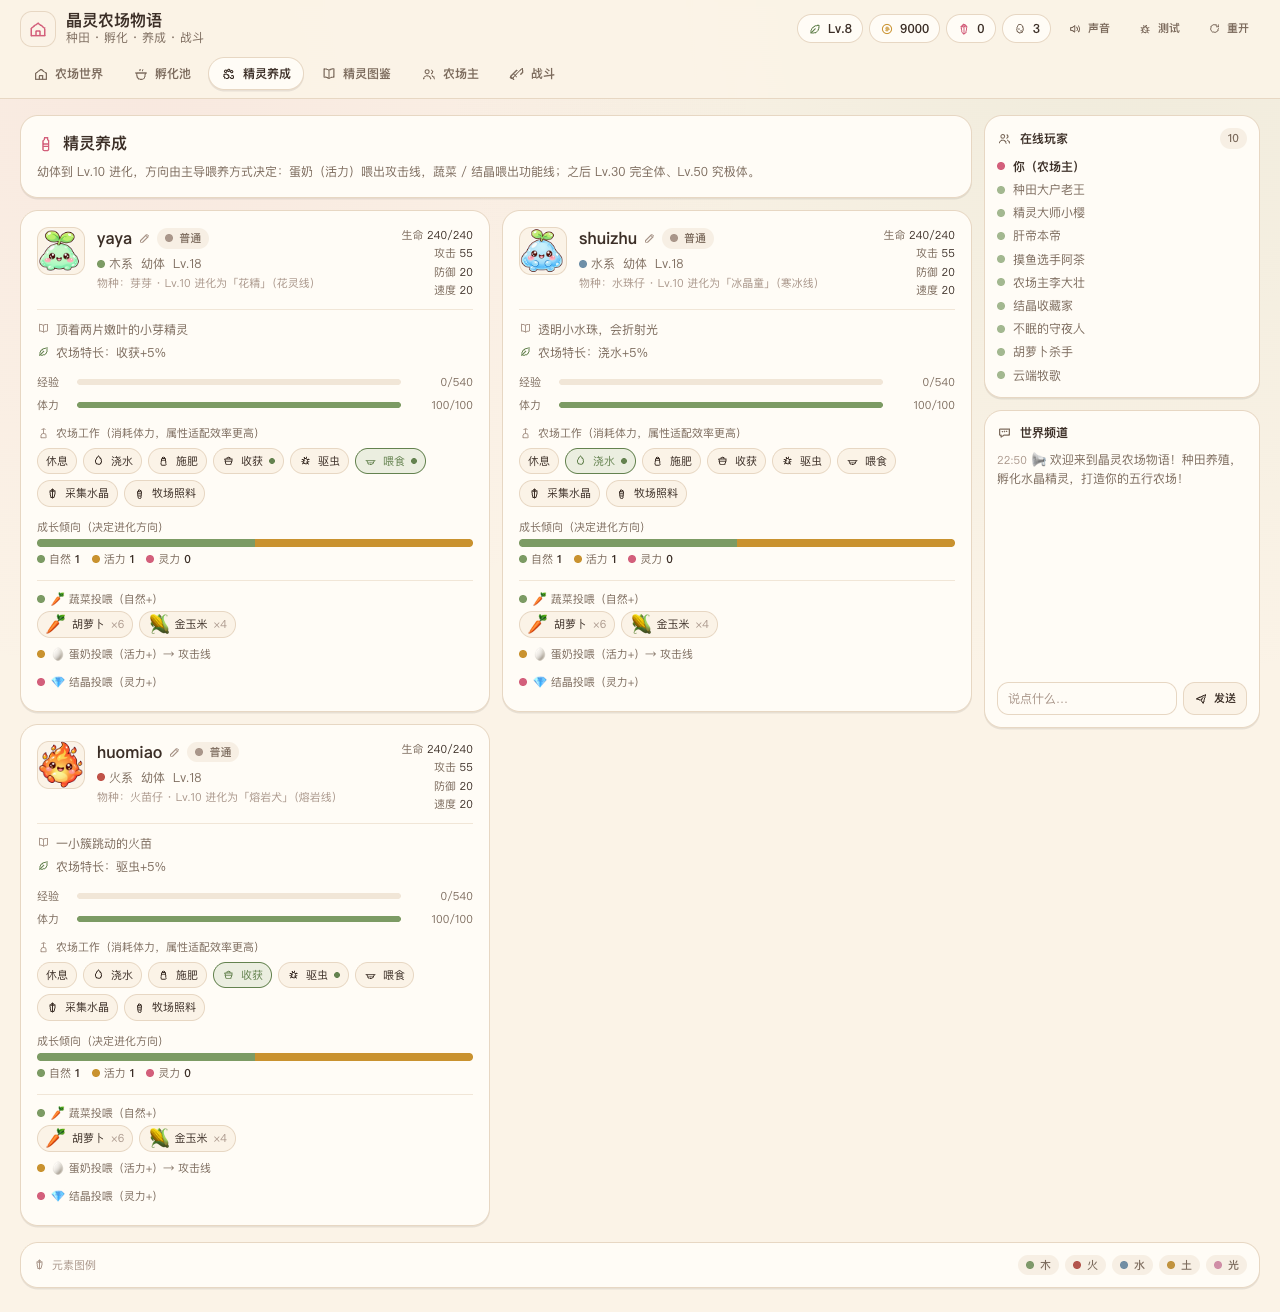 晶灵农场物语
种田 · 孵化 · 养成 · 战斗
Lv.8
9000
0
3
声音
测试
重开
农场世界
孵化池
精灵养成
精灵图鉴
农场主
战斗
精灵养成
幼体到 Lv.10 进化，方向由主导喂养方式决定：蛋奶（活力）喂出攻击线，蔬菜 / 结晶喂出功能线；之后 Lv.30 完全体、Lv.50 究极体。
yaya
普通
木系 幼体 Lv.18
物种：芽芽 · Lv.10 进化为「花精」（花灵线）
生命 240/240
攻击 55
防御 20
速度 20
顶着两片嫩叶的小芽精灵
农场特长：收获+5%
经验 0/540
体力 100/100
农场工作（消耗体力，属性适配效率更高）
休息
浇水
施肥
收获
驱虫
喂食
采集水晶
牧场照料
成长倾向（决定进化方向）
自然 1 活力 1 灵力 0
蔬菜投喂（自然+）
胡萝卜 ×6
金玉米 ×4
蛋奶投喂（活力+）→ 攻击线
结晶投喂（灵力+）
shuizhu
普通
水系 幼体 Lv.18
物种：水珠仔 · Lv.10 进化为「冰晶童」（寒冰线）
生命 240/240
攻击 55
防御 20
速度 20
透明小水珠，会折射光
农场特长：浇水+5%
经验 0/540
体力 100/100
农场工作（消耗体力，属性适配效率更高）
休息
浇水
施肥
收获
驱虫
喂食
采集水晶
牧场照料
成长倾向（决定进化方向）
自然 1 活力 1 灵力 0
蔬菜投喂（自然+）
胡萝卜 ×6
金玉米 ×4
蛋奶投喂（活力+）→ 攻击线
结晶投喂（灵力+）
huomiao
普通
火系 幼体 Lv.18
物种：火苗仔 · Lv.10 进化为「熔岩犬」（熔岩线）
生命 240/240
攻击 55
防御 20
速度 20
一小簇跳动的火苗
农场特长：驱虫+5%
经验 0/540
体力 100/100
农场工作（消耗体力，属性适配效率更高）
休息
浇水
施肥
收获
驱虫
喂食
采集水晶
牧场照料
成长倾向（决定进化方向）
自然 1 活力 1 灵力 0
蔬菜投喂（自然+）
胡萝卜 ×6
金玉米 ×4
蛋奶投喂（活力+）→ 攻击线
结晶投喂（灵力+）
在线玩家
10
你（农场主）
种田大户老王
精灵大师小樱
肝帝本帝
摸鱼选手阿茶
农场主李大壮
结晶收藏家
不眠的守夜人
胡萝卜杀手
云端牧歌
世界频道
22:50 欢迎来到晶灵农场物语！种田养殖，
孵化水晶精灵，打造你的五行农场！
说点什么...
发送
元素图例
木
火
水
土
光